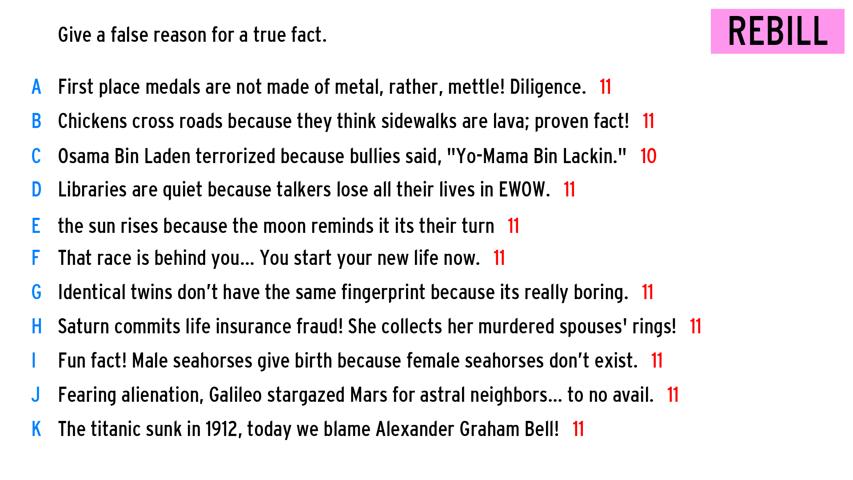 Give a false reason for a true fact.
REBILL
A First place medals are not made of metal, rather, mettle! Diligence. 11
B Chickens cross roads because they think sidewalks are lava; proven fact! 11
C Osama Bin Laden terrorized because bullies said, "Yo-Mama Bin Lackin." 10
D Libraries are quiet because talkers lose all their lives in EWOW. 11
E the sun rises because the moon reminds it its their turn 11
F That race is behind you... You start your new life now. 11
G Identical twins don’t have the same fingerprint because its really boring. 11
H Saturn commits life insurance fraud! She collects her murdered spouses' rings! 11
I Fun fact! Male seahorses give birth because female seahorses don’t exist. 11
J Fearing alienation, Galileo stargazed Mars for astral neighbors... to no avail. 11
K The titanic sunk in 1912, today we blame Alexander Graham Bell! 11